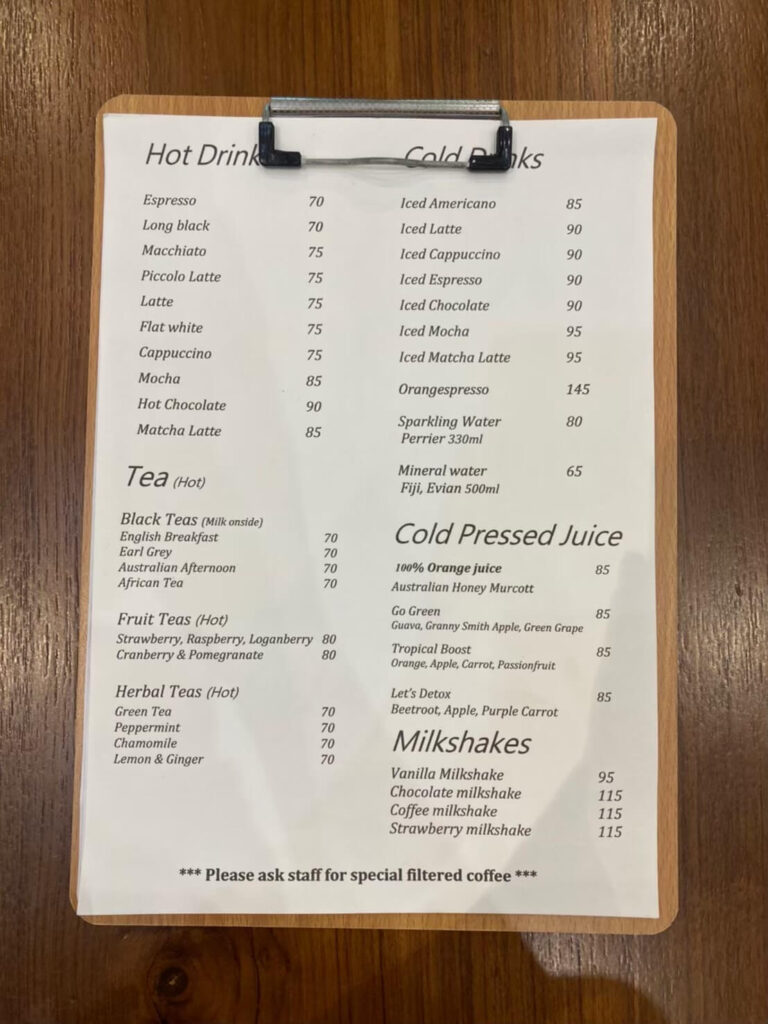 Hot Drink
Espresso 70
Long black 70
Macchiato 75
Piccolo Latte 75
Latte 75
Flat white 75
Cappuccino 75
Mocha 85
Hot Chocolate 90
Matcha Latte 85
Tea (Hot)
Black Teas (Milk onside)
English Breakfast 70
Earl Grey 70
Australian Afternoon 70
African Tea 70
Fruit Teas (Hot)
Strawberry, Raspberry, Loganberry 80
Cranberry & Pomegranate 80
Herbal Teas (Hot)
Green Tea 70
Peppermint 70
Chamomile 70
Lemon & Ginger 70
Cold Drinks
Iced Americano 85
Iced Latte 90
Iced Cappuccino 90
Iced Espresso 90
Iced Chocolate 90
Iced Mocha 95
Iced Matcha Latte 95
Orangespresso 145
Sparkling Water 80
Perrier 330ml
Mineral water 65
Fiji, Evian 500ml
Cold Pressed Juice
100% Orange juice 85
Australian Honey Murcott
Go Green 85
Guava, Granny Smith Apple, Green Grape
Tropical Boost 85
Orange, Apple, Carrot, Passionfruit
Let's Detox 85
Beetroot, Apple, Purple Carrot
Milkshakes
Vanilla Milkshake 95
Chocolate milkshake 115
Coffee milkshake 115
Strawberry milkshake 115
*** Please ask staff for special filtered coffee ***